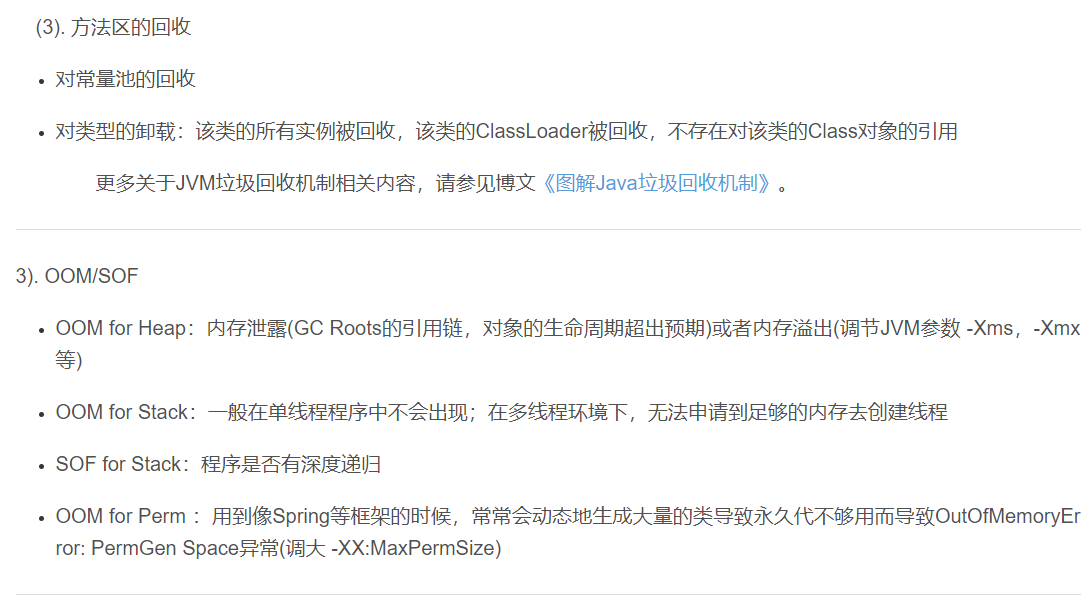 (3). 方法区的回收
对常量池的回收
对类型的卸载：该类的所有实例被回收，该类的ClassLoader被回收，不存在对该类的Class对象的引用
更多关于JVM垃圾回收机制相关内容，请参见博文《图解Java垃圾回收机制》。
3). OOM/SOF
OOM for Heap：内存泄露(GC Roots的引用链，对象的生命周期超出预期)或者内存溢出(调节JVM参数 -Xms，-Xmx
等)
OOM for Stack：一般在单线程程序中不会出现；在多线程环境下，无法申请到足够的内存去创建线程
SOF for Stack：程序是否有深度递归
OOM for Perm ：用到像Spring等框架的时候，常常会动态地生成大量的类导致永久代不够用而导致OutOfMemoryEr
ror: PermGen Space异常(调大 -XX:MaxPermSize)